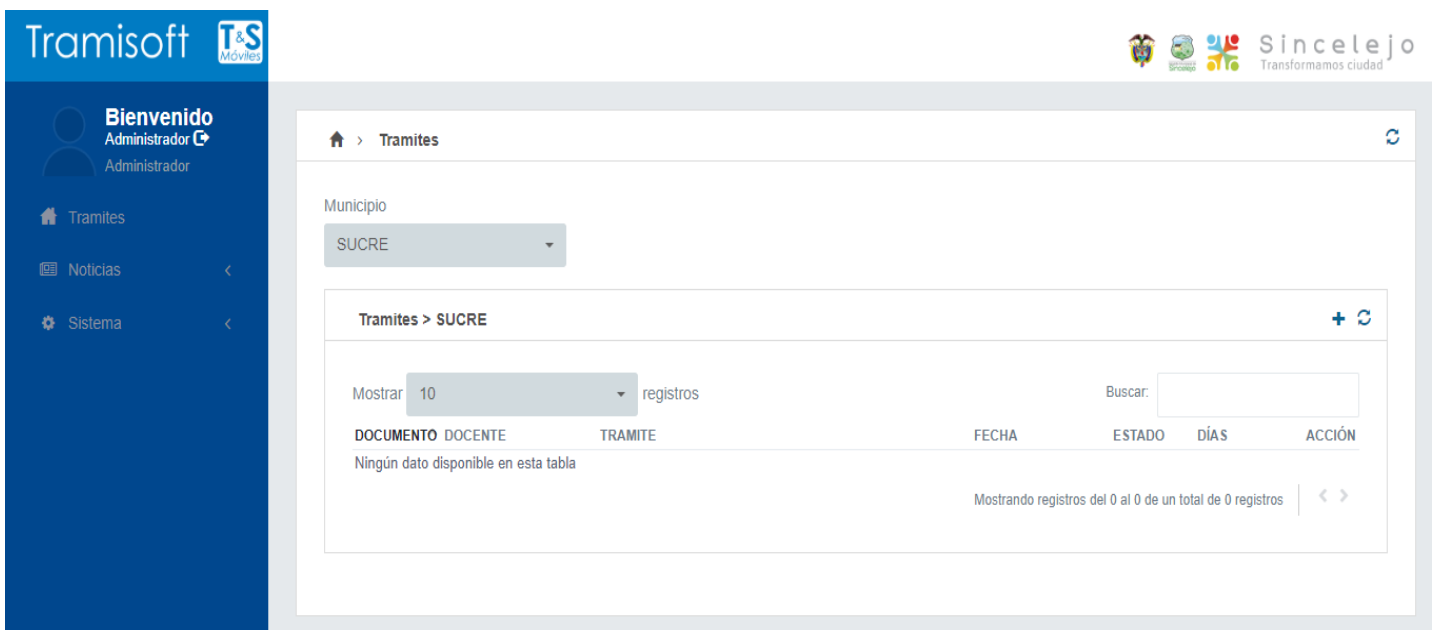 Tramisoft T&S Móviles
Sincelejo
Transformamos ciudad
Bienvenido
Administrador
Administrador
Tramites
Noticias
Sistema
Tramites
Municipio
SUCRE
Tramites > SUCRE
Mostrar 10 registros Buscar:
DOCUMENTO DOCENTE TRAMITE FECHA ESTADO DÍAS ACCIÓN
Ningún dato disponible en esta tabla
Mostrando registros del 0 al 0 de un total de 0 registros